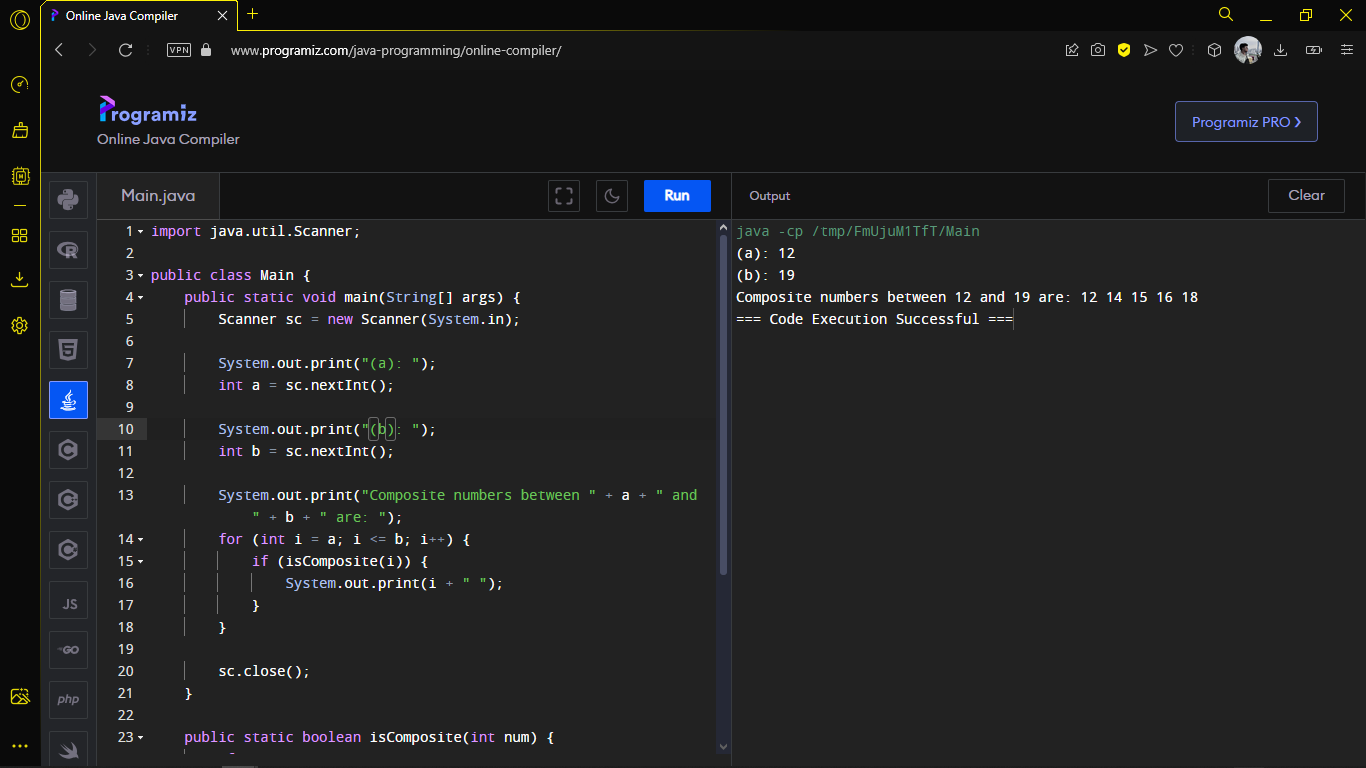 Online Java Compiler
VPN
www.programiz.com/java-programming/online-compiler/
Programiz
Online Java Compiler
Programiz PRO ❯
Main.java
Run
Output
Clear
1 import java.util.Scanner;
2
3 public class Main {
4 public static void main(String[] args) {
5 Scanner sc = new Scanner(System.in);
6
7 System.out.print("(a): ");
8 int a = sc.nextInt();
9
10 System.out.print("(b): ");
11 int b = sc.nextInt();
12
13 System.out.print("Composite numbers between " + a + " and
" + b + " are: ");
14 for (int i = a; i <= b; i++) {
15 if (isComposite(i)) {
16 System.out.print(i + " ");
17 }
18 }
19
20 sc.close();
21 }
22
23 public static boolean isComposite(int num) {
java -cp /tmp/FmUjuM1TfT/Main
(a): 12
(b): 19
Composite numbers between 12 and 19 are: 12 14 15 16 18
=== Code Execution Successful ===
JS
GO
php